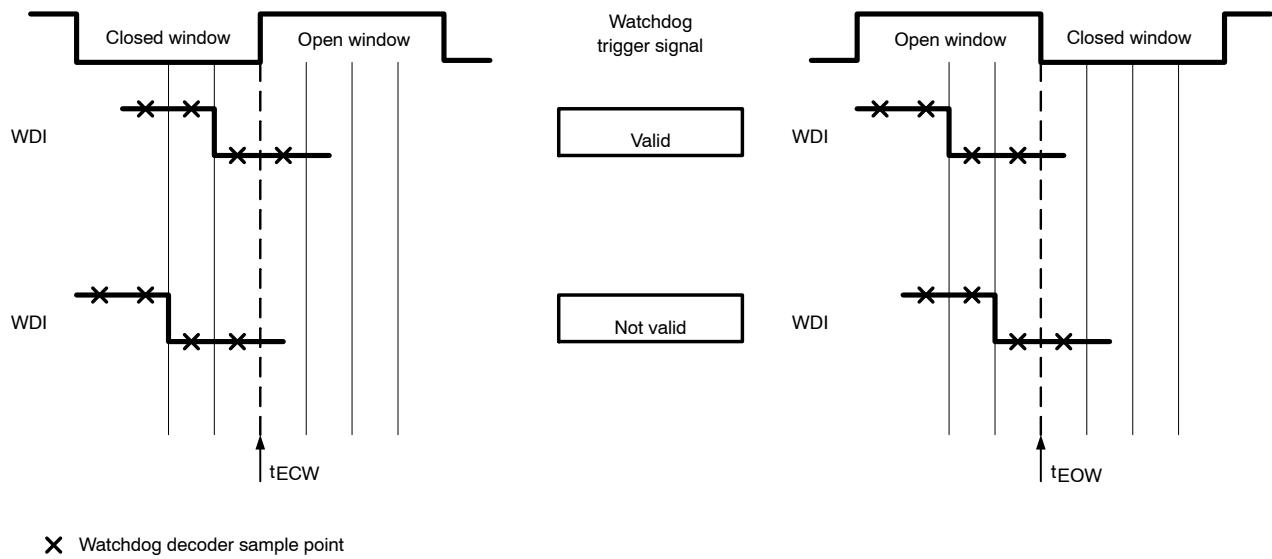 Closed window
Open window
Watchdog
trigger signal
Open window
Closed window
WDI
Valid
WDI
WDI
Not valid
WDI
tECW
tEOW
Watchdog decoder sample point